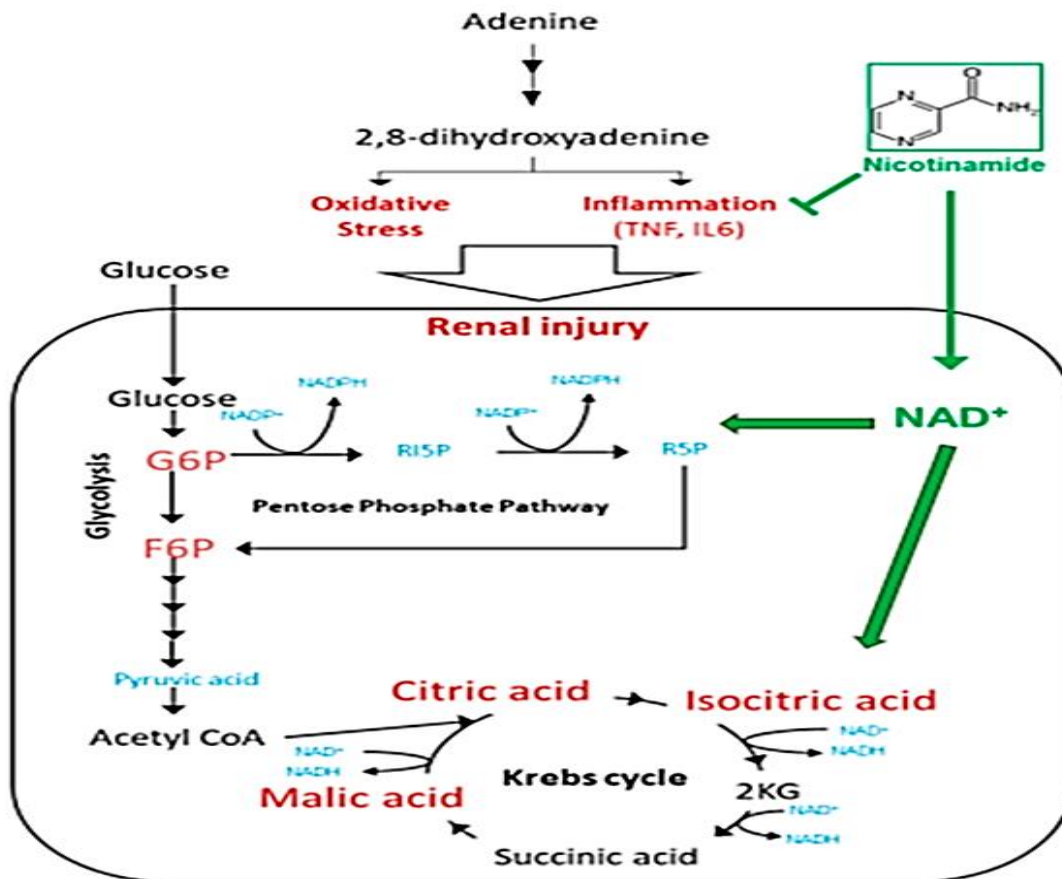 Adenine
2,8-dihydroxyadenine
Oxidative
Stress
Inflammation
(TNF, IL6)
N
N
O
NH2
Nicotinamide
Glucose
Renal injury
Glucose
NADP+
NADPH
NADP+
NADPH
NAD+
G6P
RI5P
R5P
Glycolysis
Pentose Phosphate Pathway
F6P
Pyruvic acid
Acetyl CoA
Citric acid
Isocitric acid
NAD+
NADH
NAD+
NADH
Krebs cycle
2KG
Malic acid
NAD+
NADH
Succinic acid